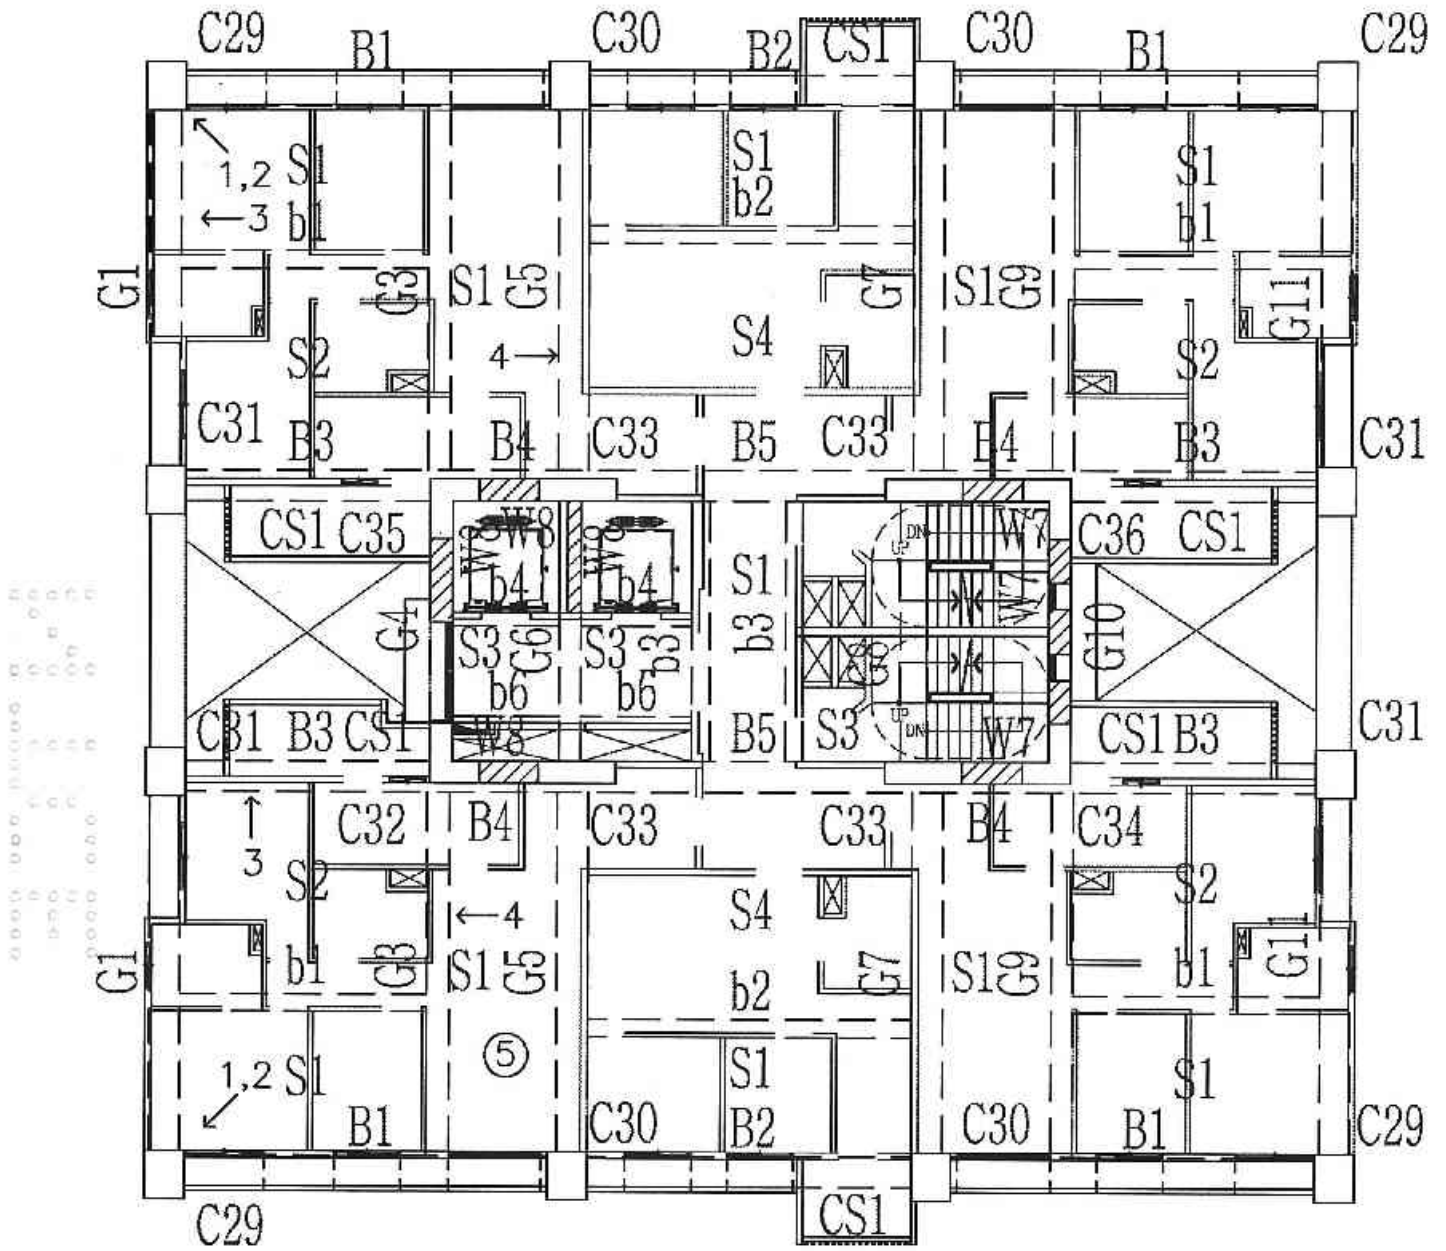 C29 B1 C30 B2 CS1 C30 B1 C29
1,2 S1 S1 S1
←3 b1 b2 b1
G1 G3 S1 G5 G7 S1 G9 G11
S2 4→ S4 S2
C31 B3 B4 C33 B5 C33 B4 B3 C31
CS1 C35 W8 W8 W8 W7 C36 CS1
b4 b4 S1 UP DN W7
G4 S3 G6 S3 b3 b3 G8 G10
b6 b6
C31 B3 CS1 W8 B5 S3 UP DN W7 CS1 B3 C31
3 C32 B4 C33 C33 B4 C34
S2 ←4 S4 S2
G1 b1 G3 S1 G5 b2 G7 S1 G9 b1 G1
⑤
1,2 S1 S1 S1
B1 C30 B2 C30 B1 C29
C29 CS1